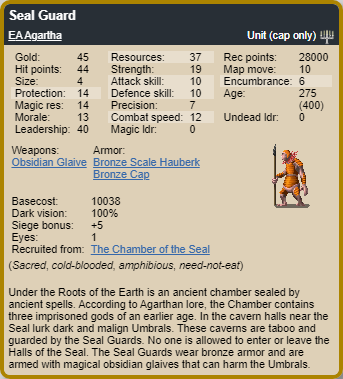 Seal Guard
EA Agartha Unit (cap only)
Gold: 45 Resources: 37 Rec points: 28000
Hit points: 44 Strength: 19 Map move: 10
Size: 4 Attack skill: 10 Encumbrance: 6
Protection: 14 Defence skill: 10 Age: 275
Magic res: 14 Precision: 7 (400)
Morale: 13 Combat speed: 12 Undead ldr: 0
Leadership: 40 Magic ldr: 0
Weapons: Armor:
Obsidian Glaive Bronze Scale Hauberk
Bronze Cap
Basecost: 10038
Dark vision: 100%
Siege bonus: +5
Eyes: 1
Recruited from: The Chamber of the Seal
(Sacred, cold-blooded, amphibious, need-not-eat)
Under the Roots of the Earth is an ancient chamber sealed by
ancient spells. According to Agarthan lore, the Chamber contains
three imprisoned gods of an earlier age. In the cavern halls near the
Seal lurk dark and malign Umbrals. These caverns are taboo and
guarded by the Seal Guards. No one is allowed to enter or leave the
Halls of the Seal. The Seal Guards wear bronze armor and are
armed with magical obsidian glaives that can harm the Umbrals.